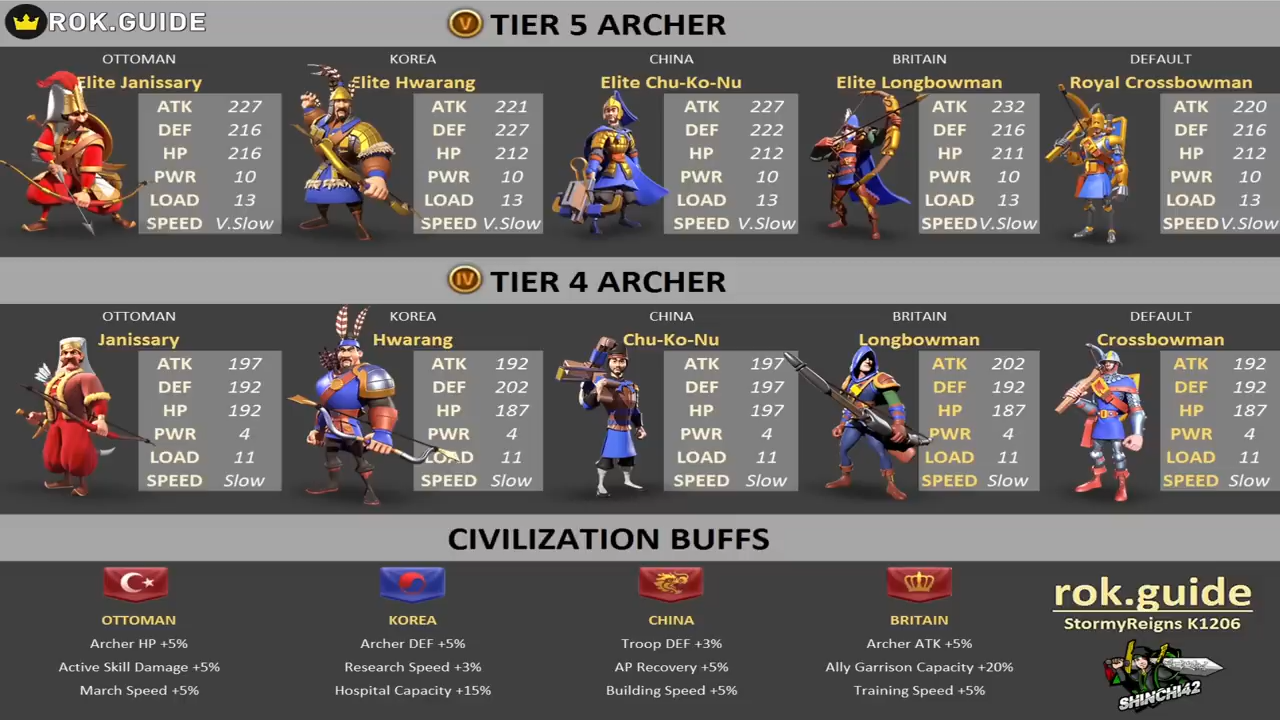 ROK.GUIDE
V TIER 5 ARCHER
OTTOMAN
Elite Janissary
ATK 227
DEF 216
HP 216
PWR 10
LOAD 13
SPEED V.Slow
KOREA
Elite Hwarang
ATK 221
DEF 227
HP 212
PWR 10
LOAD 13
SPEED V.Slow
CHINA
Elite Chu-Ko-Nu
ATK 227
DEF 222
HP 212
PWR 10
LOAD 13
SPEED V.Slow
BRITAIN
Elite Longbowman
ATK 232
DEF 216
HP 211
PWR 10
LOAD 13
SPEED V.Slow
DEFAULT
Royal Crossbowman
ATK 220
DEF 216
HP 212
PWR 10
LOAD 13
SPEED V.Slow
IV TIER 4 ARCHER
OTTOMAN
Janissary
ATK 197
DEF 192
HP 192
PWR 4
LOAD 11
SPEED Slow
KOREA
Hwarang
ATK 192
DEF 202
HP 187
PWR 4
LOAD 11
SPEED Slow
CHINA
Chu-Ko-Nu
ATK 197
DEF 197
HP 197
PWR 4
LOAD 11
SPEED Slow
BRITAIN
Longbowman
ATK 202
DEF 192
HP 187
PWR 4
LOAD 11
SPEED Slow
DEFAULT
Crossbowman
ATK 192
DEF 192
HP 187
PWR 4
LOAD 11
SPEED Slow
CIVILIZATION BUFFS
OTTOMAN
Archer HP +5%
Active Skill Damage +5%
March Speed +5%
KOREA
Archer DEF +5%
Research Speed +3%
Hospital Capacity +15%
CHINA
Troop DEF +3%
AP Recovery +5%
Building Speed +5%
BRITAIN
Archer ATK +5%
Ally Garrison Capacity +20%
Training Speed +5%
rok.guide
StormyReigns K1206
SHINCHI42